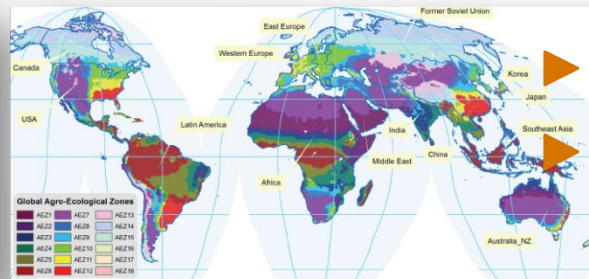 Former Soviet Union
East Europe
Western Europe
Canada
Korea
Japan
USA
Latin America
India
Southeast Asia
China
Middle East
Africa
Australia_NZ
Global Agro-Ecological Zones
AEZ1 AEZ7 AEZ13
AEZ2 AEZ8 AEZ14
AEZ3 AEZ9 AEZ15
AEZ4 AEZ10 AEZ16
AEZ5 AEZ11 AEZ17
AEZ6 AEZ12 AEZ18